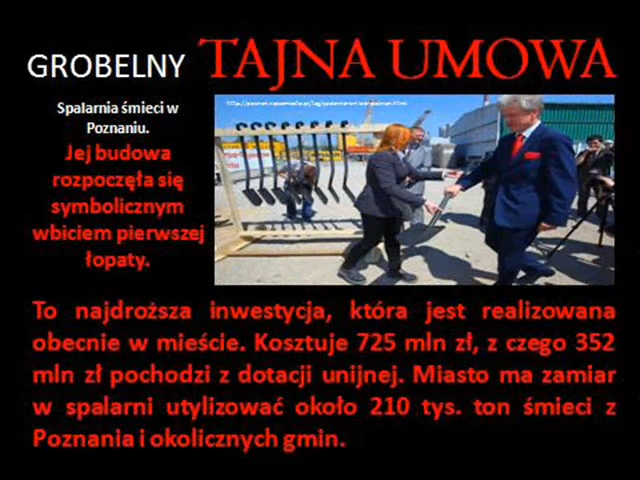 GROBELNY TAJNA UMOWA
Spalarnia śmieci w
Poznaniu.
Jej budowa
rozpoczęła się
symbolicznym
wbiciem pierwszej
łopaty.
To najdroższa inwestycja, która jest realizowana
obecnie w mieście. Kosztuje 725 mln zł, z czego 352
mln zł pochodzi z dotacji unijnej. Miasto ma zamiar
w spalarni utylizować około 210 tys. ton śmieci z
Poznania i okolicznych gmin.